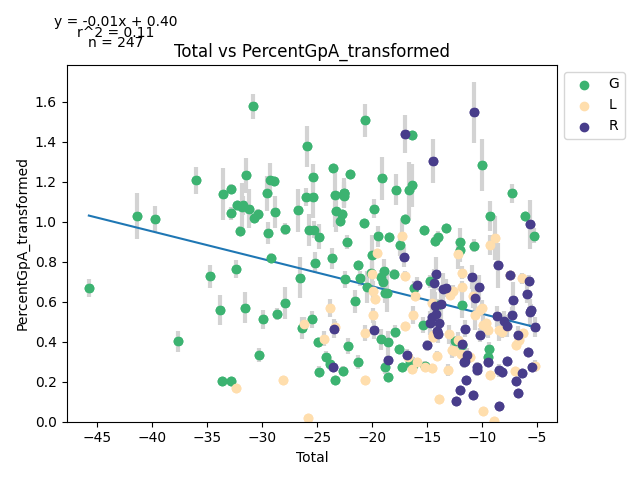 y = -0.01x + 0.40
r^2 = 0.11
n = 247
Total vs PercentGpA_transformed
G
L
R
PercentGpA_transformed
1.6
1.4
1.2
1.0
0.8
0.6
0.4
0.2
0.0
−45 −40 −35 −30 −25 −20 −15 −10 −5
Total